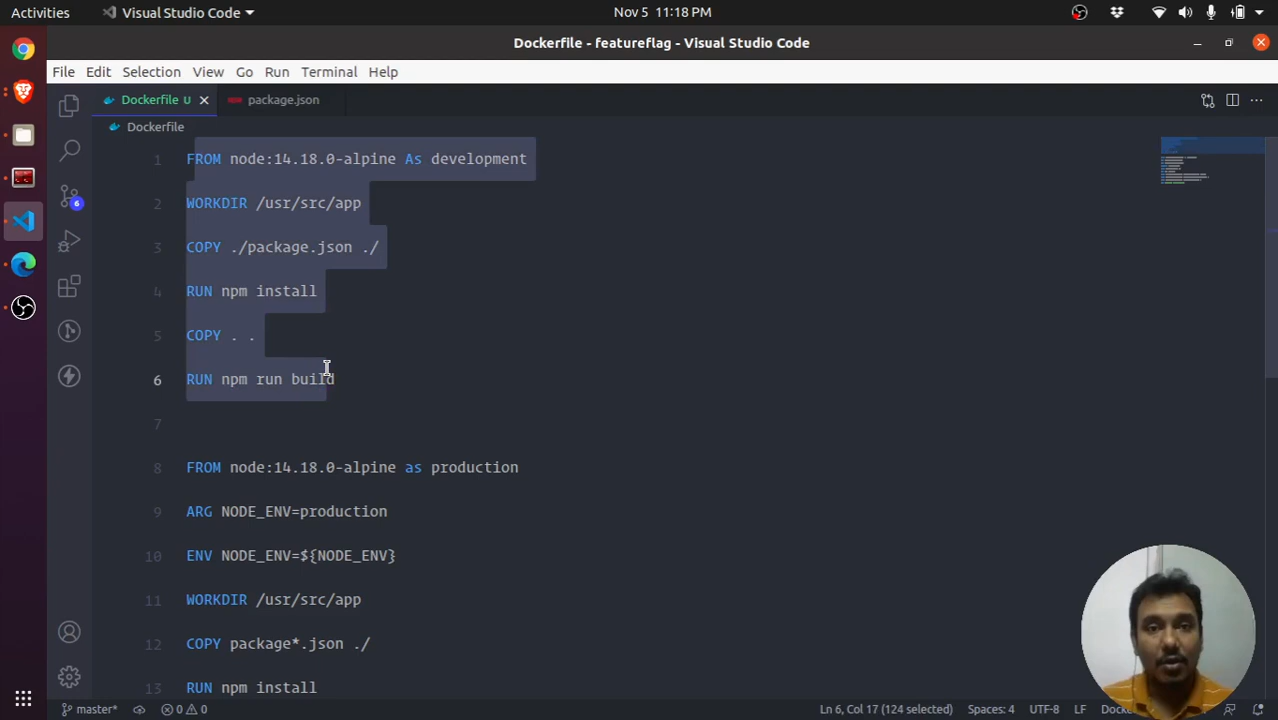 Activities
Visual Studio Code
Nov 5 11:18 PM
Dockerfile - featureflag - Visual Studio Code
File Edit Selection View Go Run Terminal Help
Dockerfile U
package.json
Dockerfile
1 FROM node:14.18.0-alpine As development
2 WORKDIR /usr/src/app
3 COPY ./package.json ./
4 RUN npm install
5 COPY . .
6 RUN npm run build
7
8 FROM node:14.18.0-alpine as production
9 ARG NODE_ENV=production
10 ENV NODE_ENV=${NODE_ENV}
11 WORKDIR /usr/src/app
12 COPY package*.json ./
13 RUN npm install
6
master* 0 0 Ln 6, Col 17 (124 selected) Spaces: 4 UTF-8 LF